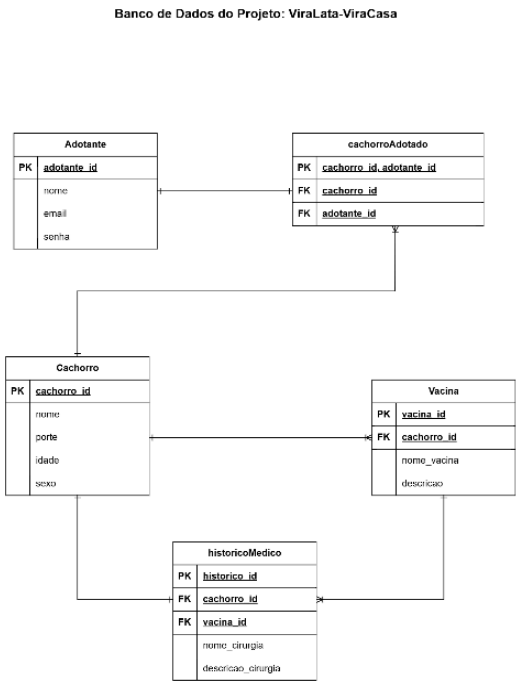 Banco de Dados do Projeto: ViraLata-ViraCasa
Adotante
PK adotante_id
nome
email
senha
cachorroAdotado
PK cachorro_id, adotante_id
FK cachorro_id
FK adotante_id
Cachorro
PK cachorro_id
nome
porte
idade
sexo
Vacina
PK vacina_id
FK cachorro_id
nome_vacina
descricao
historicoMedico
PK historico_id
FK cachorro_id
FK vacina_id
nome_cirurgia
descricao_cirurgia